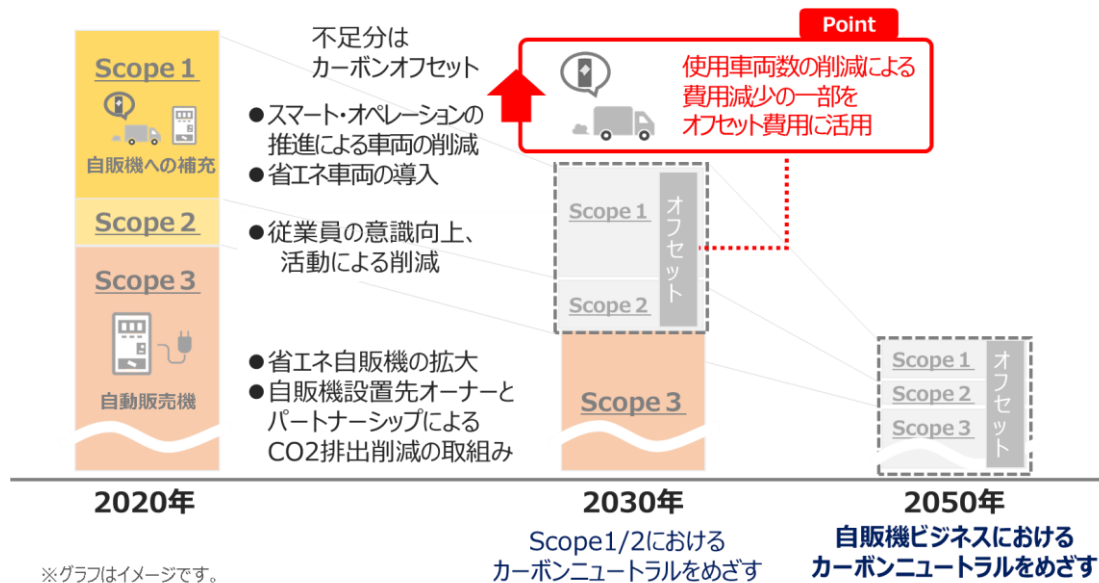 Scope 1
自販機への補充
Scope 2
Scope 3
自動販売機
不足分は
カーボンオフセット
●スマート・オペレーションの
推進による車両の削減
●省エネ車両の導入
●従業員の意識向上、
活動による削減
●省エネ自販機の拡大
●自販機設置先オーナーと
パートナーシップによる
CO2排出削減の取組み
Point
使用車両数の削減による
費用減少の一部を
オフセット費用に活用
Scope 1
Scope 2
オフセット
Scope 3
Scope 1
Scope 2
Scope 3
オフセット
2020年
2030年
2050年
Scope1/2における
カーボンニュートラルをめざす
自販機ビジネスにおける
カーボンニュートラルをめざす
※グラフはイメージです。